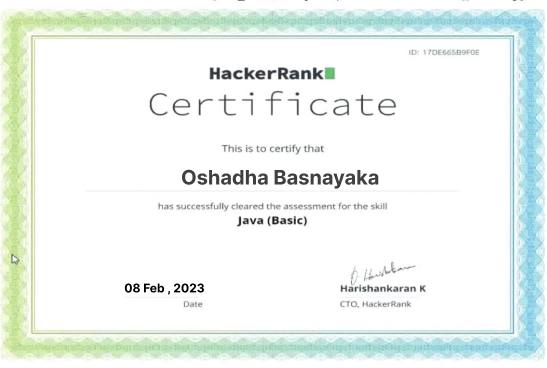 ID: 17DE665B9F0E
HackerRank
Certificate
This is to certify that
Oshadha Basnayaka
has successfully cleared the assessment for the skill
Java (Basic)
08 Feb , 2023
Date
Harishankaran K
CTO, HackerRank